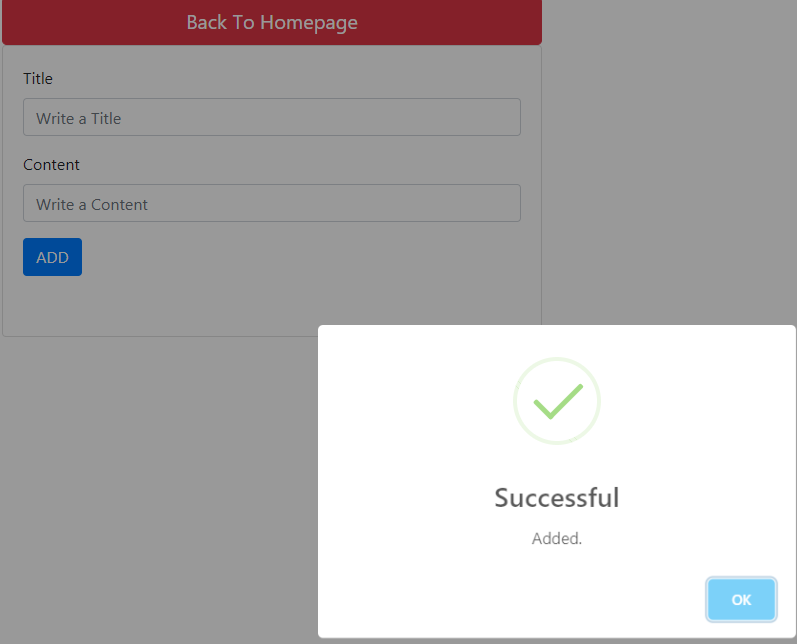 Back To Homepage
Title
Write a Title
Content
Write a Content
ADD
Successful
Added.
OK